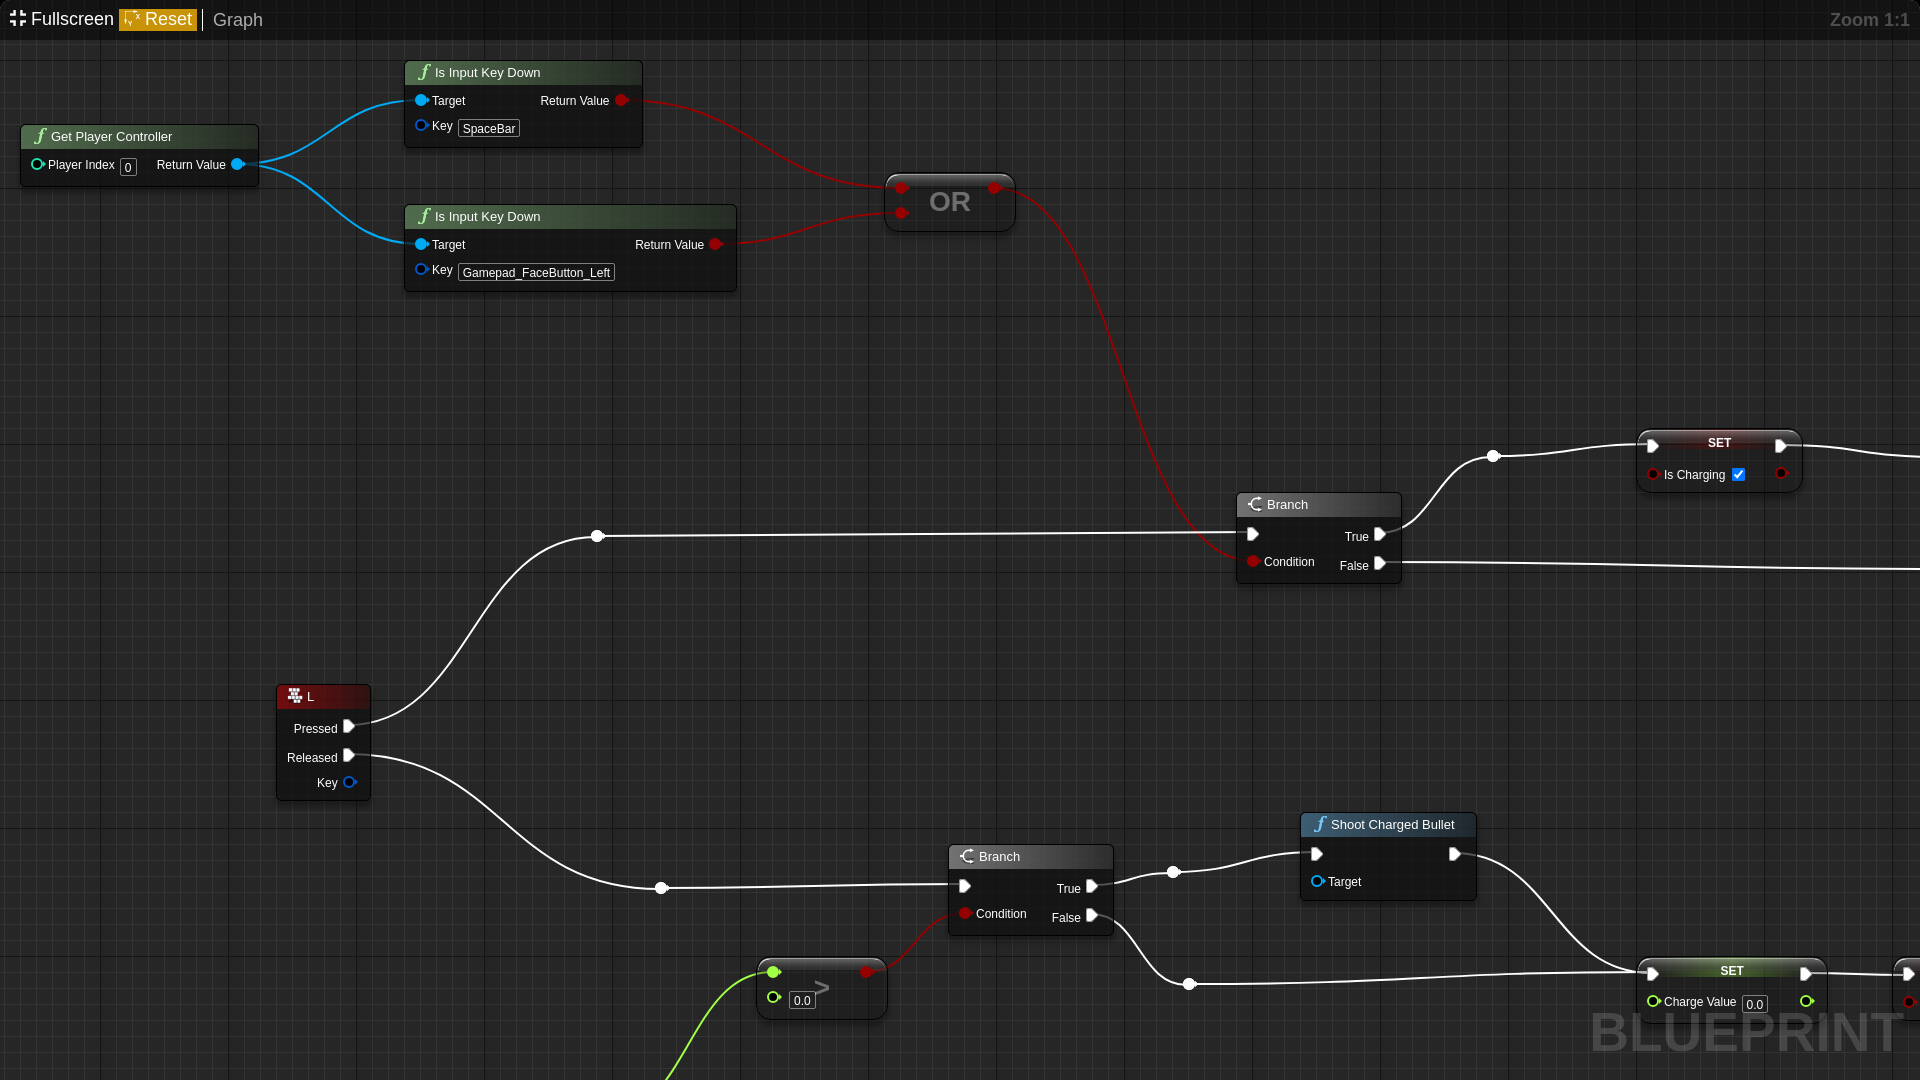 Fullscreen Reset Graph
Zoom 1:1
Is Input Key Down
Target Return Value
Key SpaceBar
Get Player Controller
Player Index 0 Return Value
Is Input Key Down
Target Return Value
Key Gamepad_FaceButton_Left
OR
SET
Is Charging
Branch
True
Condition
False
L
Pressed
Released
Key
Shoot Charged Bullet
Target
Branch
True
Condition
False
>
0.0
SET
Charge Value 0.0
BLUEPRINT